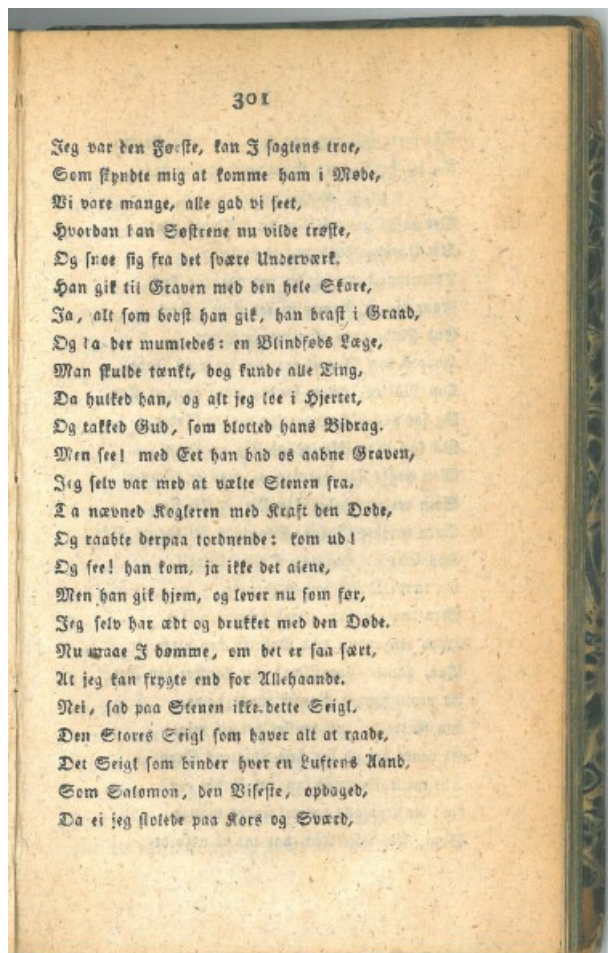 301
Jeg var den Første, kan I sagtens troe,
Som skyndte mig at komme ham i Møde,
Vi vare mange, alle gad vi seet,
Hvordan han Søstrene nu vilde trøste,
Og snoe sig fra det svære Underværk.
Han gik til Graven med den hele Skare,
Ja, alt som bedst han gik, han brast i Graad,
Og da der mumledes: en Blindføds Læge,
Man skulde tænkt, dog kunde alle Ting,
Da hulked han, og alt jeg loe i Hjertet,
Og takked Gud, som blotted hans Bidrag.
Men see! med Eet han bad os aabne Graven,
Jeg selv var med at vælte Stenen fra,
Da nævned Kogleren med Kraft den Døde,
Og raabte derpaa tordnende: kom ud!
Og see! han kom, ja ikke det alene,
Men han gik hjem, og lever nu som før,
Jeg selv har ædt og drukket med den Døde.
Nu maae I dømme, om det er saa sært,
At jeg kan frygte end for Allehaande.
Nei, sad paa Stenen ikke dette Seigl,
Den Stores Seigl som haver alt at raade,
Det Seigl som binder hver en Luftens Aand,
Som Salomon, den Viseste, opdaged,
Da ei jeg stolede paa Kors og Sværd,